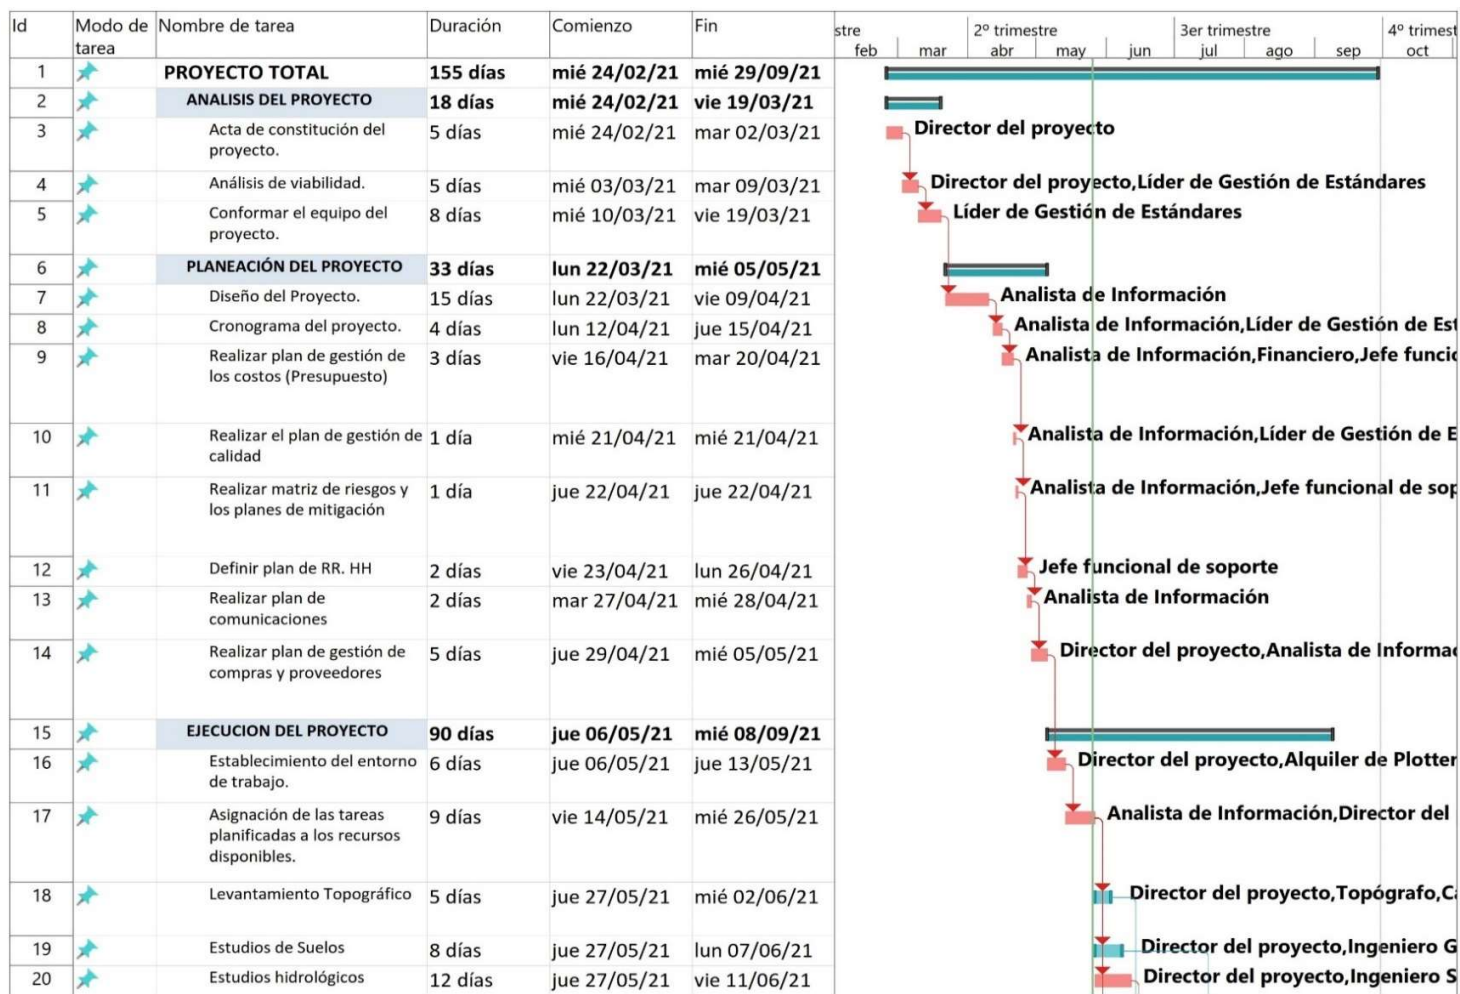 Id Modo de tarea Nombre de tarea Duración Comienzo Fin
stre 2º trimestre 3er trimestre 4º trimest
feb mar abr may jun jul ago sep oct
1 PROYECTO TOTAL 155 días mié 24/02/21 mié 29/09/21
2 ANALISIS DEL PROYECTO 18 días mié 24/02/21 vie 19/03/21
3 Acta de constitución del 5 días mié 24/02/21 mar 02/03/21 Director del proyecto
proyecto.
4 Análisis de viabilidad. 5 días mié 03/03/21 mar 09/03/21 Director del proyecto,Líder de Gestión de Estándares
5 Conformar el equipo del 8 días mié 10/03/21 vie 19/03/21 Líder de Gestión de Estándares
proyecto.
6 PLANEACIÓN DEL PROYECTO 33 días lun 22/03/21 mié 05/05/21
7 Diseño del Proyecto. 15 días lun 22/03/21 vie 09/04/21 Analista de Información
8 Cronograma del proyecto. 4 días lun 12/04/21 jue 15/04/21 Analista de Información,Líder de Gestión de Est
9 Realizar plan de gestión de 3 días vie 16/04/21 mar 20/04/21 Analista de Información,Financiero,Jefe funcio
los costos (Presupuesto)
10 Realizar el plan de gestión de 1 día mié 21/04/21 mié 21/04/21 Analista de Información,Líder de Gestión de E
calidad
11 Realizar matriz de riesgos y 1 día jue 22/04/21 jue 22/04/21 Analista de Información,Jefe funcional de sop
los planes de mitigación
12 Definir plan de RR. HH 2 días vie 23/04/21 lun 26/04/21 Jefe funcional de soporte
13 Realizar plan de 2 días mar 27/04/21 mié 28/04/21 Analista de Información
comunicaciones
14 Realizar plan de gestión de 5 días jue 29/04/21 mié 05/05/21 Director del proyecto,Analista de Informac
compras y proveedores
15 EJECUCION DEL PROYECTO 90 días jue 06/05/21 mié 08/09/21
16 Establecimiento del entorno 6 días jue 06/05/21 jue 13/05/21 Director del proyecto,Alquiler de Plotter
de trabajo.
17 Asignación de las tareas 9 días vie 14/05/21 mié 26/05/21 Analista de Información,Director del
planificadas a los recursos
disponibles.
18 Levantamiento Topográfico 5 días jue 27/05/21 mié 02/06/21 Director del proyecto,Topógrafo,Ca
19 Estudios de Suelos 8 días jue 27/05/21 lun 07/06/21 Director del proyecto,Ingeniero G
20 Estudios hidrológicos 12 días jue 27/05/21 vie 11/06/21 Director del proyecto,Ingeniero S